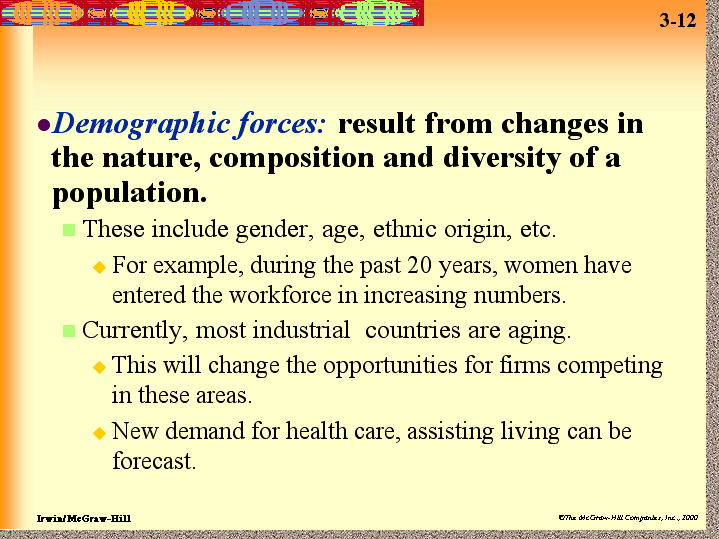 3-12
Demographic forces: result from changes in
the nature, composition and diversity of a
population.
These include gender, age, ethnic origin, etc.
For example, during the past 20 years, women have
entered the workforce in increasing numbers.
Currently, most industrial  countries are aging.
This will change the opportunities for firms competing
in these areas.
New demand for health care, assisting living can be
forecast.
Irwin/McGraw-Hill
©The McGraw-Hill Companies, Inc., 2000